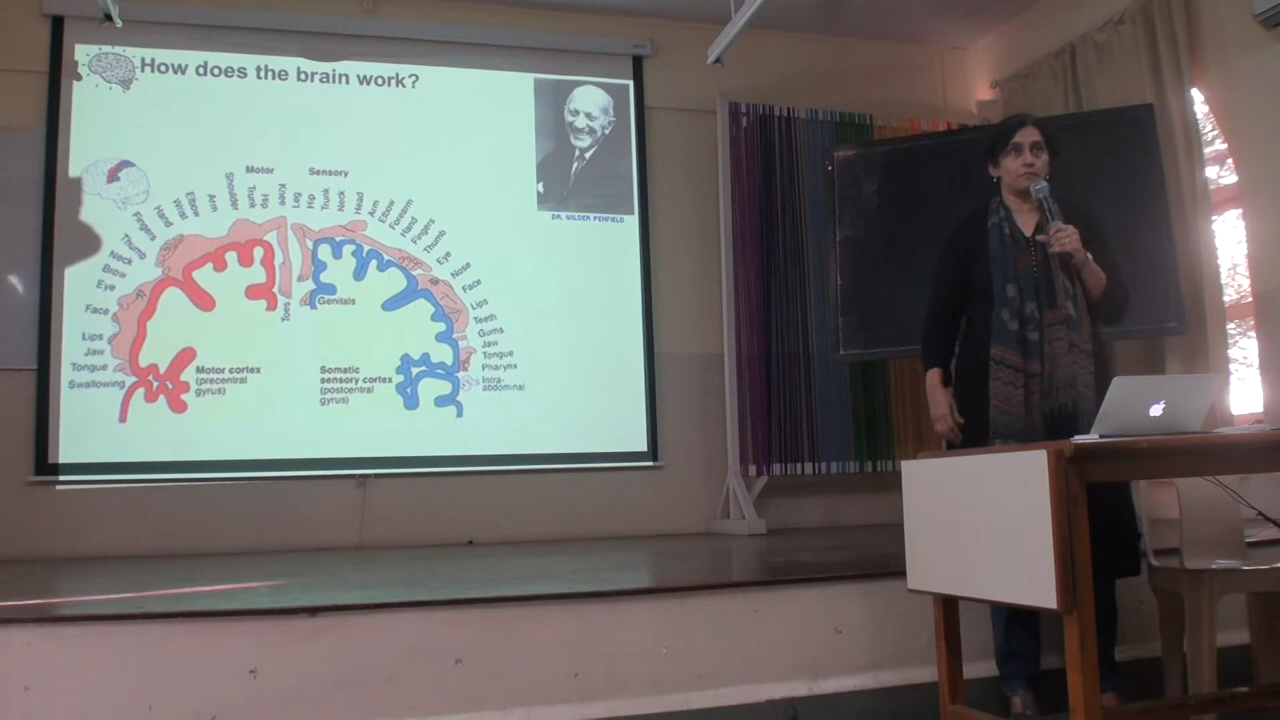 How does the brain work?
DR. WILDER PENFIELD
Motor
Sensory
Swallowing
Tongue
Jaw
Lips
Face
Eye
Brow
Neck
Thumb
Fingers
Hand
Wrist
Elbow
Arm
Shoulder
Trunk
Hip
Knee
Toes
Leg
Hip
Trunk
Neck
Head
Arm
Elbow
Forearm
Hand
Fingers
Thumb
Eye
Nose
Face
Lips
Teeth
Gums
Jaw
Tongue
Pharynx
Intra-
abdominal
Genitals
Motor cortex
(precentral
gyrus)
Somatic
sensory cortex
(postcentral
gyrus)